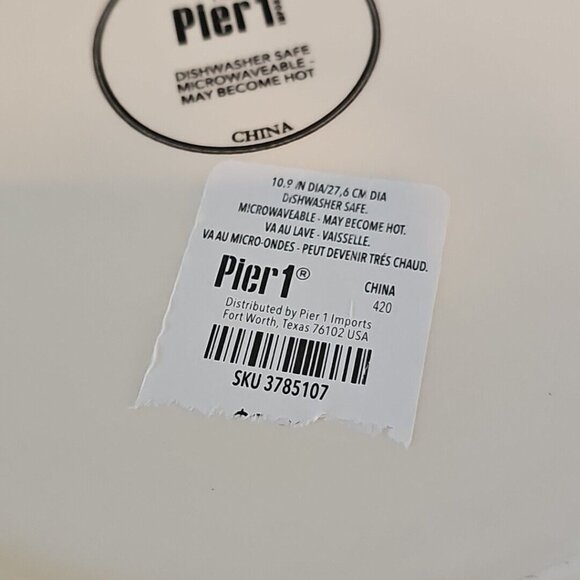 Pier 1
DISHWASHER SAFE
MICROWAVEABLE -
MAY BECOME HOT
CHINA
10.9 IN DIA/27,6 CM DIA
DISHWASHER SAFE.
MICROWAVEABLE - MAY BECOME HOT.
VA AU LAVE - VAISSELLE.
VA AU MICRO-ONDES - PEUT DEVENIR TRÉS CHAUD.
Pier 1® CHINA
420
Distributed by Pier 1 Imports
Fort Worth, Texas 76102 USA
SKU 3785107